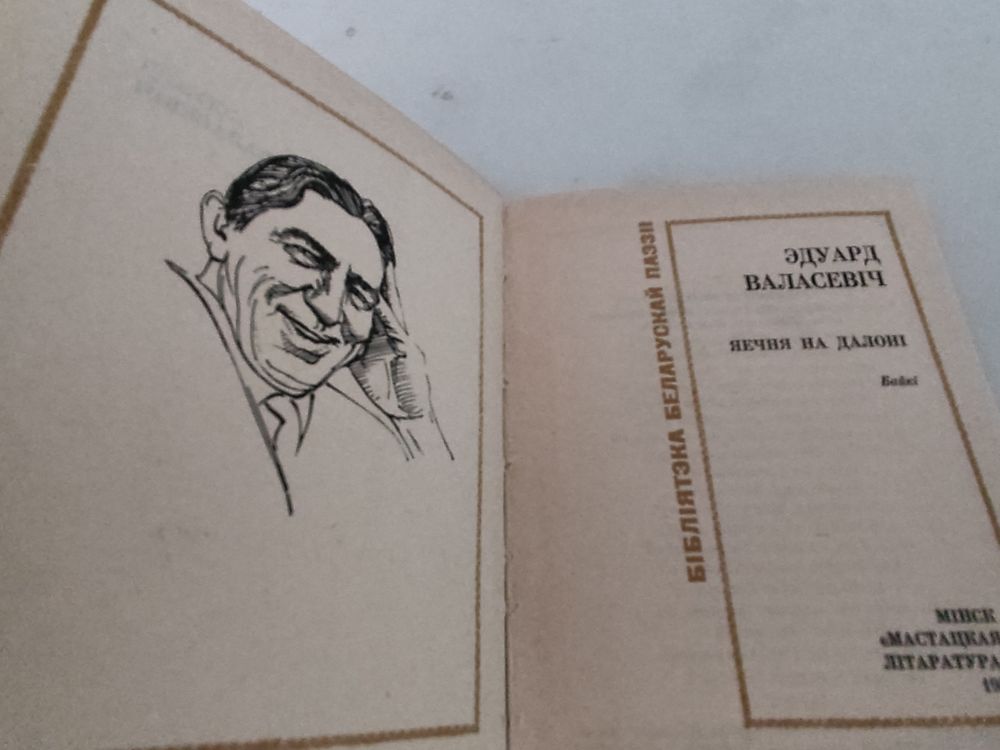 БІБЛІЯТЭКА БЕЛАРУСКАЙ ПАЭЗІІ
ЭДУАРД
ВАЛАСЕВІЧ
ЯЕЧНЯ НА ДАЛОНІ
Байкі
МІНСК
«МАСТАЦКАЯ
ЛІТАРАТУРА